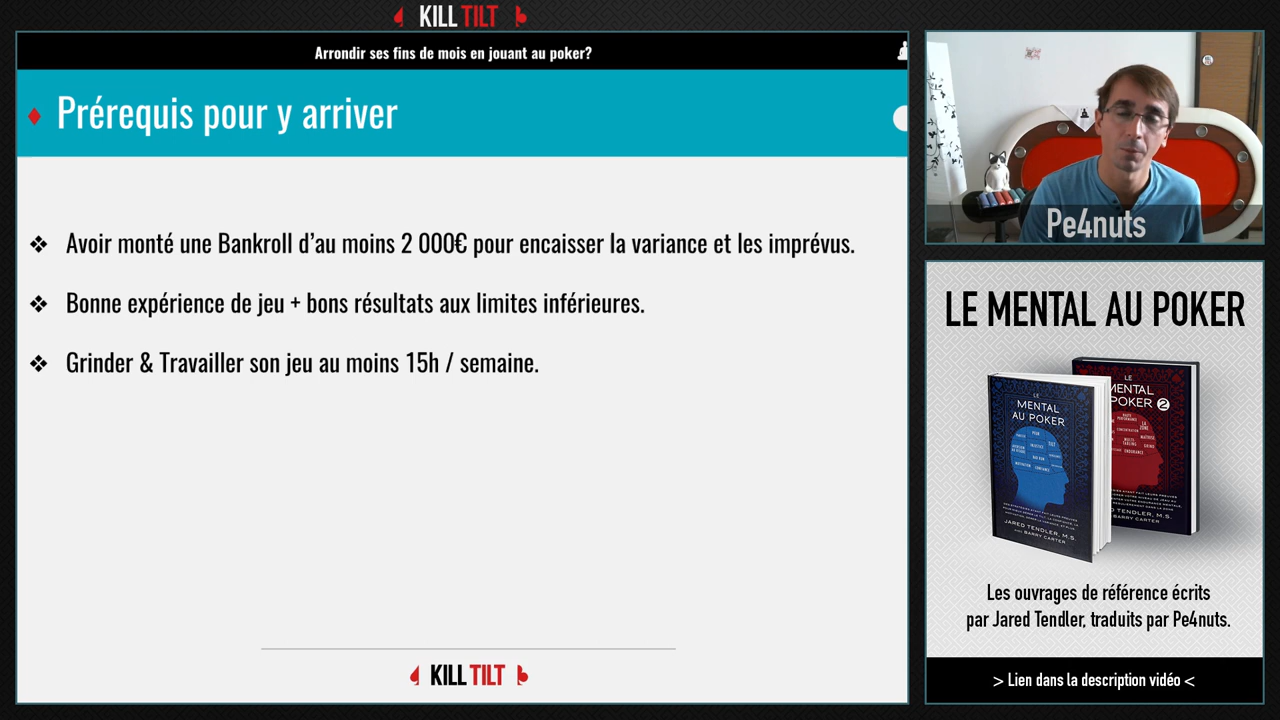 KILL TILT
Arrondir ses fins de mois en jouant au poker?
Prérequis pour y arriver
❖ Avoir monté une Bankroll d’au moins 2 000€ pour encaisser la variance et les imprévus.
❖ Bonne expérience de jeu + bons résultats aux limites inférieures.
❖ Grinder & Travailler son jeu au moins 15h / semaine.
KILL TILT
Pe4nuts
LE MENTAL AU POKER
LE
MENTAL
AU POKER
JARED TENDLER, M.S.
BARRY CARTER
LE
MENTAL
POKER 2
TENDLER, M.S.
BARRY CARTER
Les ouvrages de référence écrits
par Jared Tendler, traduits par Pe4nuts.
> Lien dans la description vidéo <